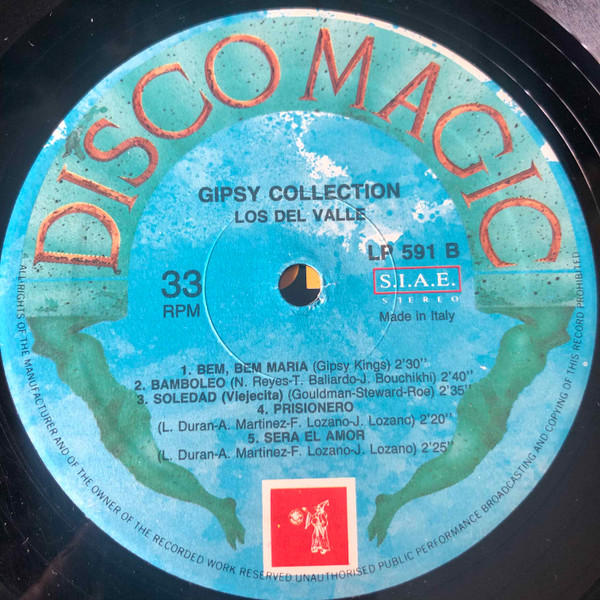 DISCO MAGIC
GIPSY COLLECTION
LOS DEL VALLE
LP 591 B
33
RPM
S.I.A.E.
STEREO
Made in Italy
1. BEM, BEM MARIA (Gipsy Kings) 2'30''
2. BAMBOLEO (N. Reyes-T. Baliardo-J. Bouchikhi) 2'40''
3. SOLEDAD (Viejecita) (Gouldman-Steward-Roe) 2'35''
4. PRISIONERO
(L. Duran-A. Martinez-F. Lozano-J. Lozano) 2'20''
5. SERA EL AMOR
(L. Duran-A. Martinez-F. Lozano-J. Lozano) 2'25''
ALL RIGHTS OF THE MANUFACTURER AND OF THE OWNER OF THE RECORDED WORK RESERVED UNAUTHORISED PUBLIC PERFORMANCE BROADCASTING AND COPYING OF THIS RECORD PROHIBITED